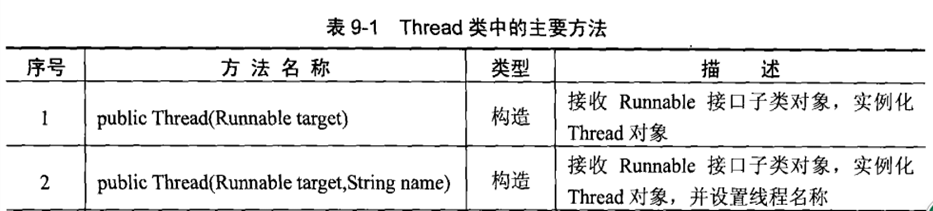 表 9-1 Thread 类中的主要方法
序号 方 法 名 称 类型 描 述
1 public Thread(Runnable target) 构造 接收 Runnable 接口子类对象，实例化
Thread 对象
2 public Thread(Runnable target,String name) 构造 接收 Runnable 接口子类对象，实例化
Thread 对象，并设置线程名称